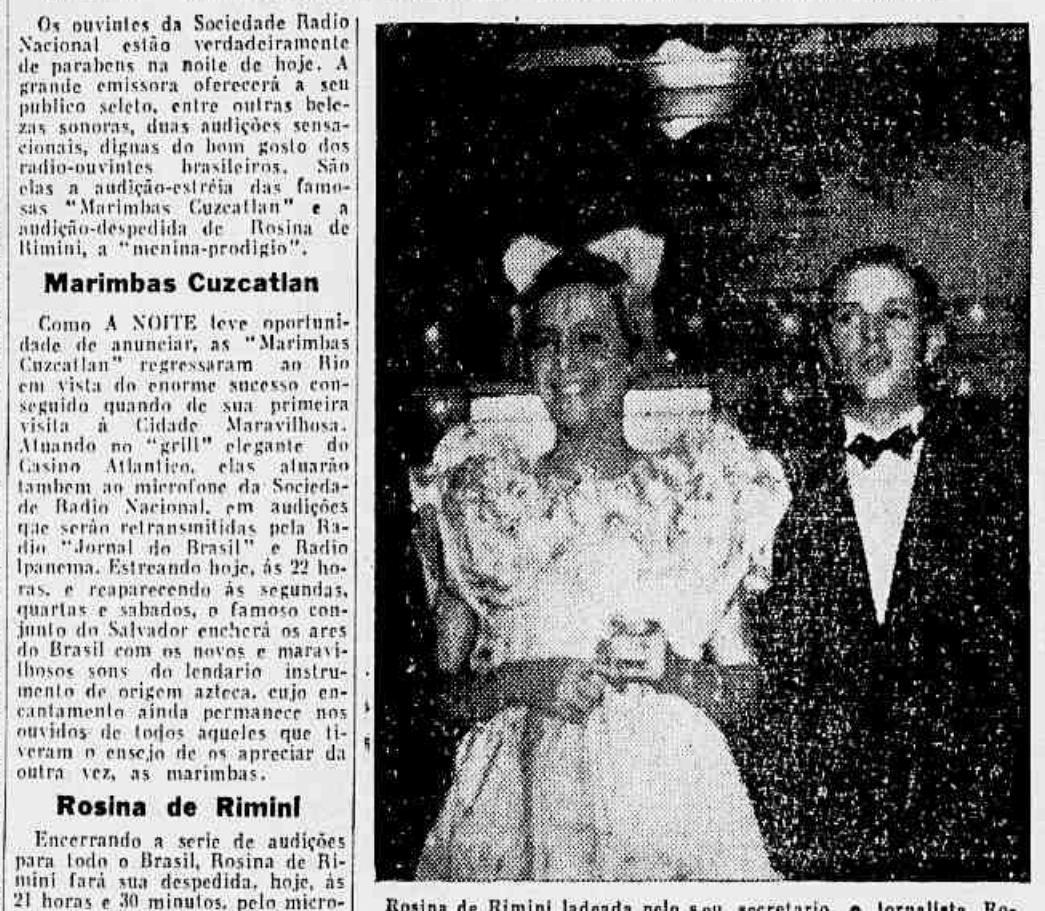 Os ouvintes da Sociedade Radio
Nacional estão verdadeiramente
de parabens na noite de hoje. A
grande emissora oferecerá a seu
publico seleto, entre outras bele-
zas sonoras, duas audições sensa-
cionais, dignas do bom gosto dos
radio-ouvintes brasileiros. São
elas a audição-estréia das famo-
sas "Marimbas Cuzcatlan" e a
audição-despedida de Rosina de
Rimini, a "menina-prodigio".
Marimbas Cuzcatlan
Como A NOITE teve oportuni-
dade de anunciar, as "Marimbas
Cuzcatlan" regressaram ao Rio
em vista do enorme sucesso con-
seguido quando de sua primeira
visita á Cidade Maravilhosa.
Atuando no "grill" elegante do
Casino Atlantico, elas atuarão
tambem ao microfone da Socieda-
de Radio Nacional, em audições
que serão retransmitidas pela Ra-
dio "Jornal do Brasil" e Radio
Ipanema. Estreando hoje, ás 22 ho-
ras, e reaparecendo ás segundas,
quartas e sabados, o famoso con-
junto do Salvador encherá os ares
do Brasil com os novos e maravi-
lhosos sons do lendario instru-
mento de origem azteca, cujo en-
cantamento ainda permanece nos
ouvidos de todos aqueles que ti-
veram o ensejo de os apreciar da
outra vez, as marimbas.
Rosina de Rimini
Encerrando a serie de audições
para todo o Brasil, Rosina de Ri-
mini fará sua despedida, hoje, ás
21 horas e 30 minutos, pelo micro-
Rosina de Rimini ladeada pelo seu secretario e jornalista Ro-